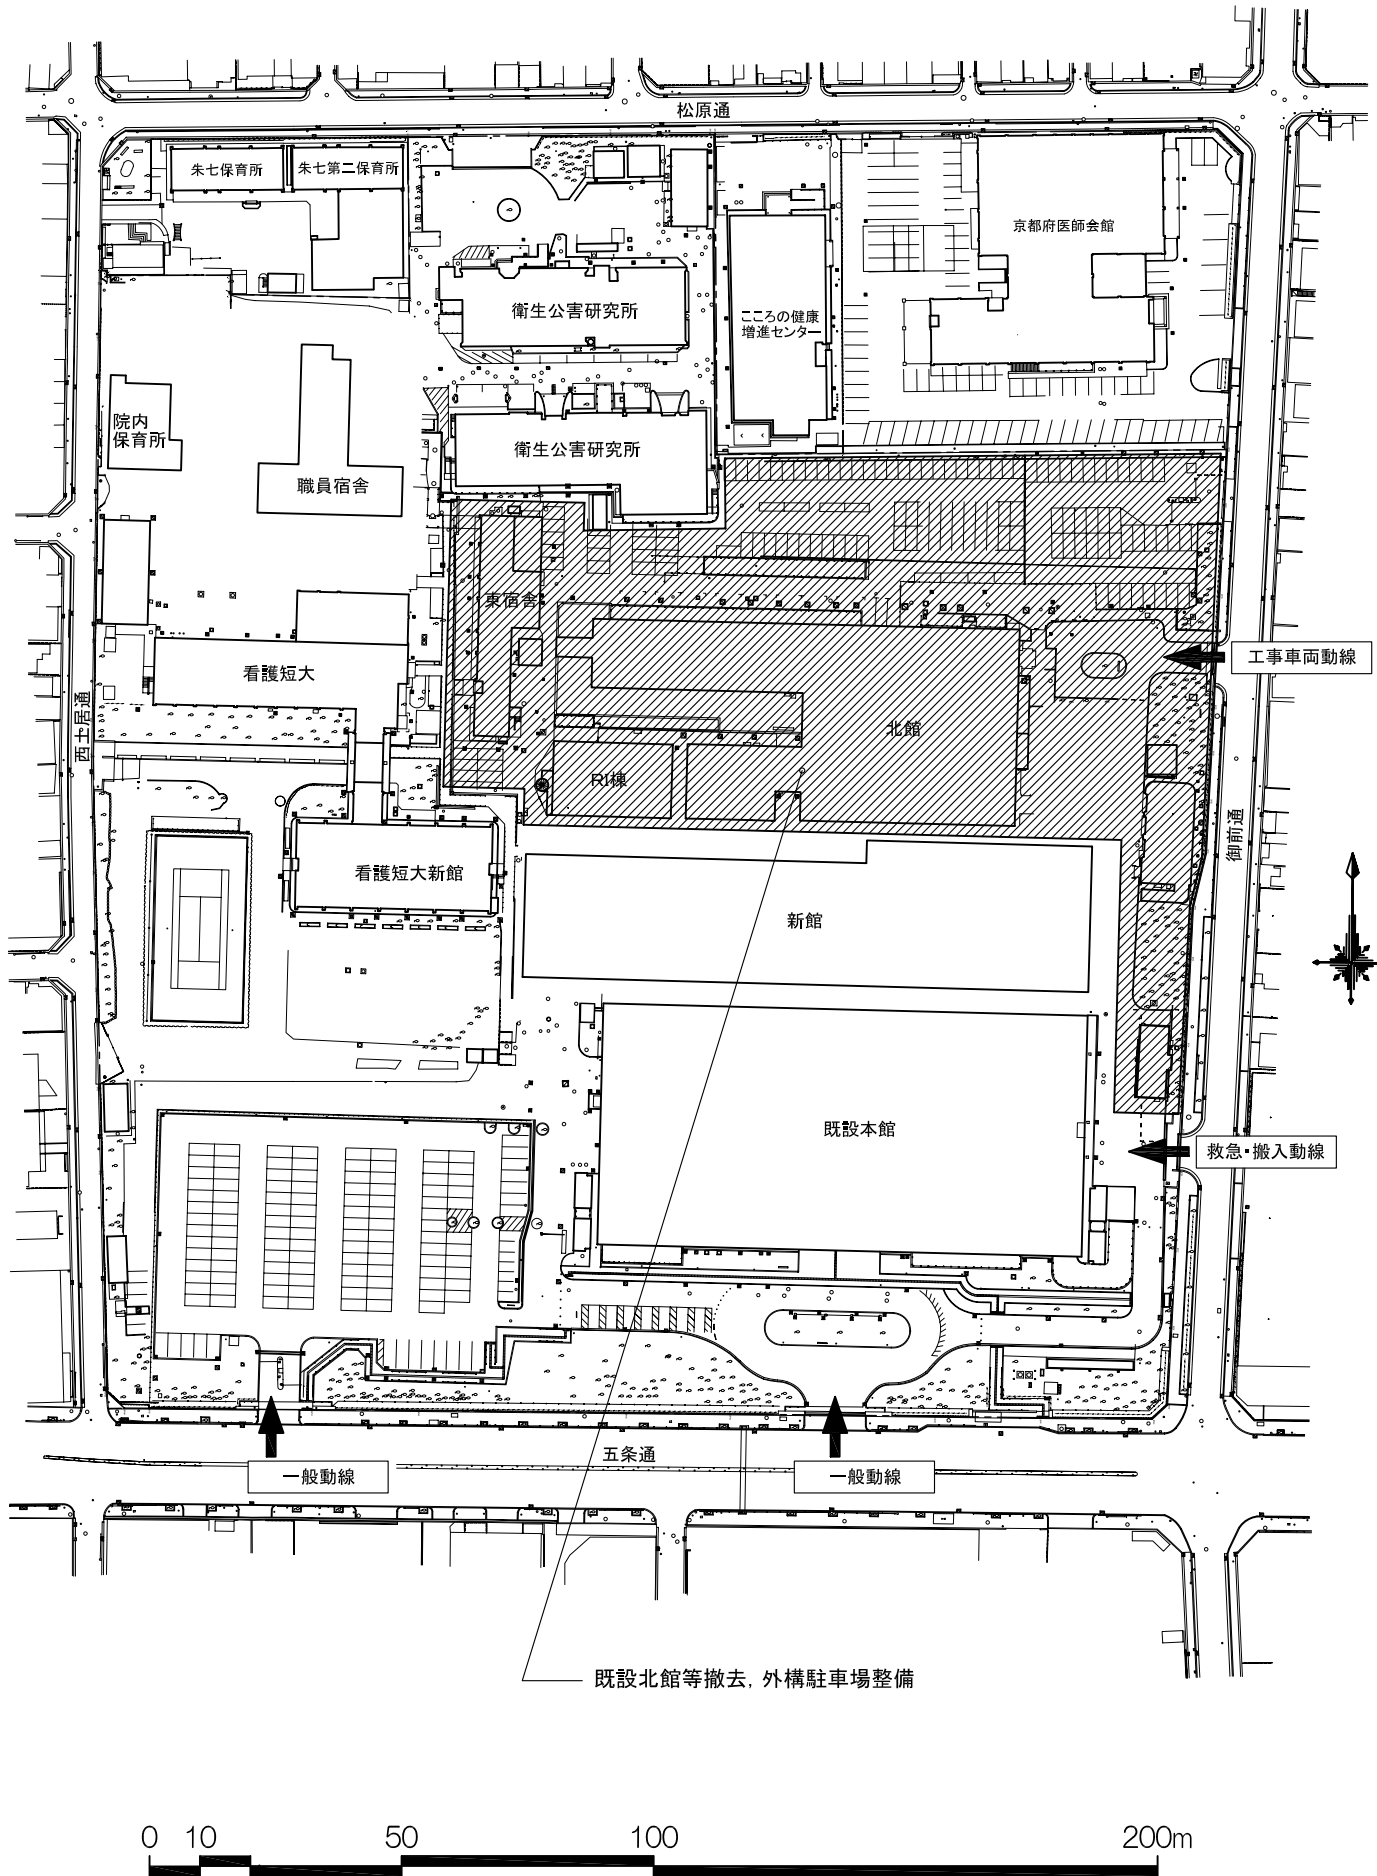 松原通
朱七保育所
朱七第二保育所
京都府医師会館
衛生公害研究所
こころの健康
増進センター
院内
保育所
衛生公害研究所
職員宿舎
東宿舎
工事車両動線
看護短大
西土居通
北館
RI棟
御前通
看護短大新館
新館
既設本館
救急・搬入動線
五条通
一般動線
一般動線
既設北館等撤去，外構駐車場整備
0 10 50 100 200m